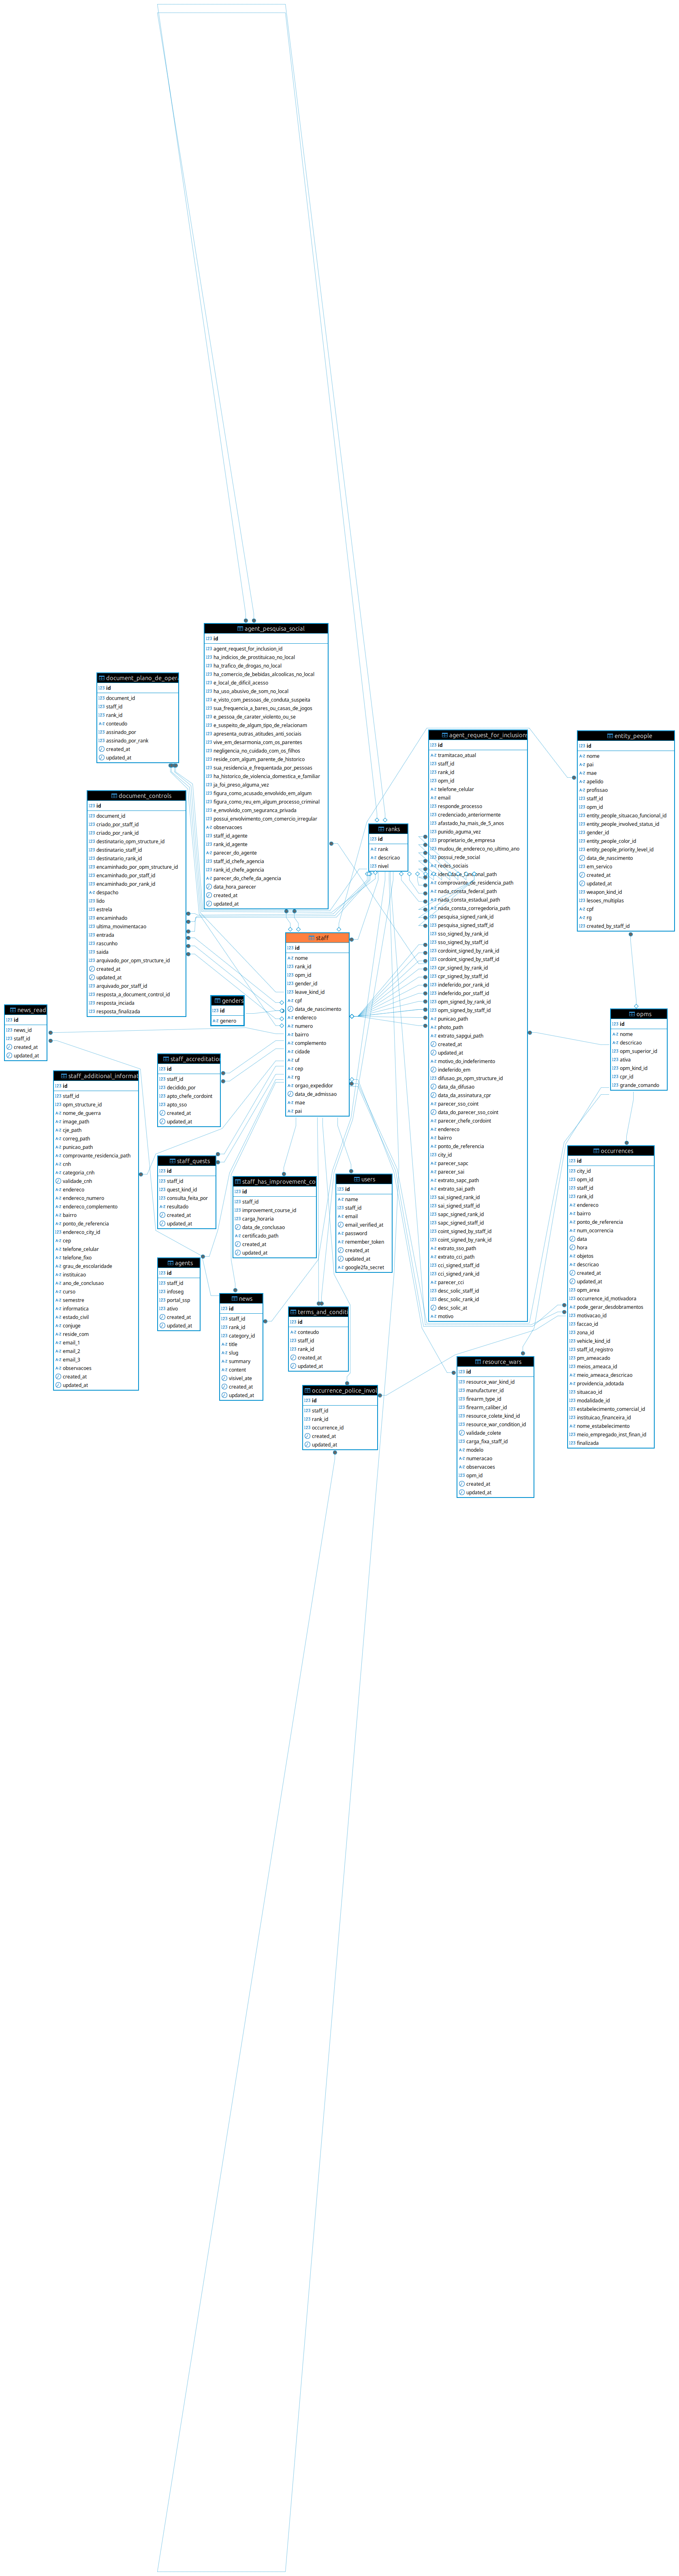 agent_pesquisa_social
id
agent_request_for_inclusion_id
ha_indicios_de_prostituicao_no_local
ha_trafico_de_drogas_no_local
ha_comercio_de_bebidas_alcoolicas_no_local
e_local_de_dificil_acesso
ha_uso_abusivo_de_som_no_local
e_visto_com_pessoas_de_conduta_suspeita
sua_frequencia_a_bares_ou_casas_de_jogos
e_pessoa_de_carater_violento_ou_se
e_suspeito_de_algum_tipo_de_relacionam
apresenta_outras_atitudes_anti_sociais
vive_em_desarmonia_com_os_parentes
negligencia_no_cuidado_com_os_filhos
reside_com_algum_parente_de_historico
sua_residencia_e_frequentada_por_pessoas
ha_historico_de_violencia_domestica_e_familiar
ja_foi_preso_alguma_vez
figura_como_acusado_envolvido_em_algum
figura_como_reu_em_algum_processo_criminal
e_envolvido_com_seguranca_privada
possui_envolvimento_com_comercio_irregular
observacoes
staff_id_agente
rank_id_agente
parecer_do_agente
staff_id_chefe_agencia
rank_id_chefe_agencia
parecer_do_chefe_da_agencia
data_hora_parecer
created_at
updated_at
document_plano_de_oper
id
document_id
staff_id
rank_id
conteudo
assinado_por
assinado_por_rank
created_at
updated_at
document_controls
id
document_id
criado_por_staff_id
criado_por_rank_id
destinatario_opm_structure_id
destinatario_staff_id
destinatario_rank_id
encaminhado_por_opm_structure_id
encaminhado_por_staff_id
encaminhado_por_rank_id
despacho
lido
estrela
encaminhado
ultima_movimentacao
entrada
rascunho
saida
arquivado_por_opm_structure_id
created_at
updated_at
arquivado_por_staff_id
resposta_a_document_control_id
resposta_inciada
resposta_finalizada
ranks
id
rank
descricao
nivel
agent_request_for_inclusions
id
tramitacao_atual
staff_id
rank_id
opm_id
telefone_celular
email
responde_processo
credenciado_anteriormente
afastado_ha_mais_de_5_anos
punido_aguma_vez
proprietario_de_empresa
mudou_de_endereco_no_ultimo_ano
possui_rede_social
redes_sociais
identidade_funcional_path
comprovante_de_residencia_path
nada_consta_federal_path
nada_consta_estadual_path
nada_consta_corregedoria_path
pesquisa_signed_rank_id
pesquisa_signed_staff_id
sso_signed_by_rank_id
sso_signed_by_staff_id
cordoint_signed_by_rank_id
cordoint_signed_by_staff_id
cpr_signed_by_rank_id
cpr_signed_by_staff_id
indeferido_por_rank_id
indeferido_por_staff_id
opm_signed_by_rank_id
opm_signed_by_staff_id
punicao_path
photo_path
extrato_sapgui_path
created_at
updated_at
motivo_do_indeferimento
indeferido_em
difusao_ps_opm_structure_id
data_da_difusao
data_da_assinatura_cpr
parecer_sso_coint
data_do_parecer_sso_coint
parecer_chefe_cordoint
endereco
bairro
ponto_de_referencia
city_id
parecer_sapc
parecer_sai
extrato_sapc_path
extrato_sai_path
sai_signed_rank_id
sai_signed_staff_id
sapc_signed_rank_id
sapc_signed_staff_id
coint_signed_by_staff_id
coint_signed_by_rank_id
extrato_sso_path
extrato_cci_path
cci_signed_staff_id
cci_signed_rank_id
parecer_cci
desc_solic_staff_id
desc_solic_rank_id
desc_solic_at
motivo
entity_people
id
nome
pai
mae
apelido
profissao
staff_id
opm_id
entity_people_situacao_funcional_id
entity_people_involved_status_id
gender_id
entity_people_color_id
entity_people_priority_level_id
data_de_nascimento
em_servico
created_at
updated_at
weapon_kind_id
lesoes_multiplas
cpf
rg
created_by_staff_id
staff
id
nome
rank_id
opm_id
gender_id
leave_kind_id
cpf
data_de_nascimento
endereco
numero
bairro
complemento
cidade
uf
cep
rg
orgao_expedidor
data_de_admissao
mae
pai
genders
id
genero
news_read
id
news_id
staff_id
created_at
updated_at
opms
id
nome
descricao
opm_superior_id
ativa
opm_kind_id
cpr_id
grande_comando
staff_accreditation
id
staff_id
decidido_por
apto_chefe_cordoint
apto_sso
created_at
updated_at
staff_additional_informat
id
staff_id
opm_structure_id
nome_de_guerra
image_path
cje_path
correg_path
punicao_path
comprovante_residencia_path
cnh
categoria_cnh
validade_cnh
endereco
endereco_numero
endereco_complemento
bairro
ponto_de_referencia
endereco_city_id
cep
telefone_celular
telefone_fixo
grau_de_escolaridade
instituicao
ano_de_conclusao
curso
semestre
informatica
estado_civil
conjuge
reside_com
email_1
email_2
email_3
observacoes
created_at
updated_at
staff_quests
id
staff_id
quest_kind_id
consulta_feita_por
resultado
created_at
updated_at
staff_has_improvement_co
id
staff_id
improvement_course_id
carga_horaria
data_de_conclusao
certificado_path
created_at
updated_at
users
id
name
staff_id
email
email_verified_at
password
remember_token
created_at
updated_at
google2fa_secret
occurrences
id
city_id
opm_id
staff_id
rank_id
endereco
bairro
ponto_de_referencia
data
hora
objetos
descricao
created_at
updated_at
opm_area
occurrence_id_motivadora
pode_gerar_desdobramentos
num_ocorrencia
motivacao_id
faccao_id
zona_id
vehicle_kind_id
staff_id_registro
pm_ameacado
meios_ameaca_id
meio_ameaca_descricao
providencia_adotada
situacao_id
modalidade_id
estabelecimento_comercial_id
instituicao_financeira_id
nome_estabelecimento
meio_empregado_inst_finan_id
finalizada
agents
id
staff_id
infoseg
portal_ssp
ativo
created_at
updated_at
news
id
staff_id
rank_id
category_id
title
slug
summary
content
visivel_ate
created_at
updated_at
terms_and_conditi
id
conteudo
staff_id
rank_id
created_at
updated_at
occurrence_police_invol
id
staff_id
rank_id
occurrence_id
created_at
updated_at
resource_wars
id
resource_war_kind_id
manufacturer_id
firearm_type_id
firearm_caliber_id
resource_colete_kind_id
resource_war_condition_id
validade_colete
carga_fixa_staff_id
modelo
numeracao
observacoes
opm_id
created_at
updated_at